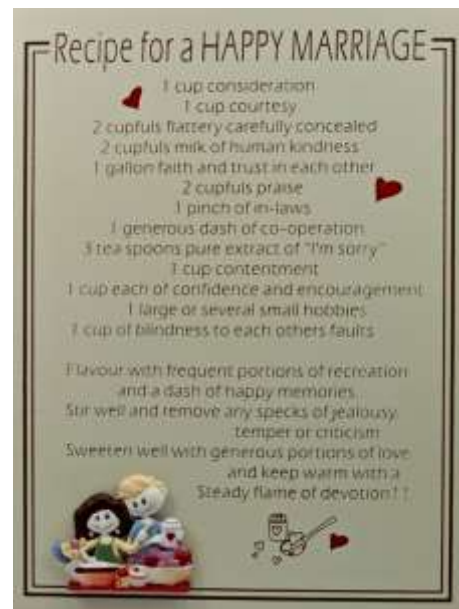 Recipe for a HAPPY MARRIAGE
1 cup consideration
1 cup courtesy
2 cupfuls flattery carefully concealed
2 cupfuls milk of human kindness
1 gallon faith and trust in each other
2 cupfuls praise
1 pinch of in-laws
1 generous dash of co-operation
3 tea spoons pure extract of "I'm sorry"
1 cup contentment
1 cup each of confidence and encouragement
1 large or several small hobbies
1 cup of blindness to each others faults
Flavour with frequent portions of recreation
and a dash of happy memories.
Stir well and remove any specks of jealousy,
temper or criticism
Sweeten well with generous portions of love
and keep warm with a
Steady flame of devotion!!